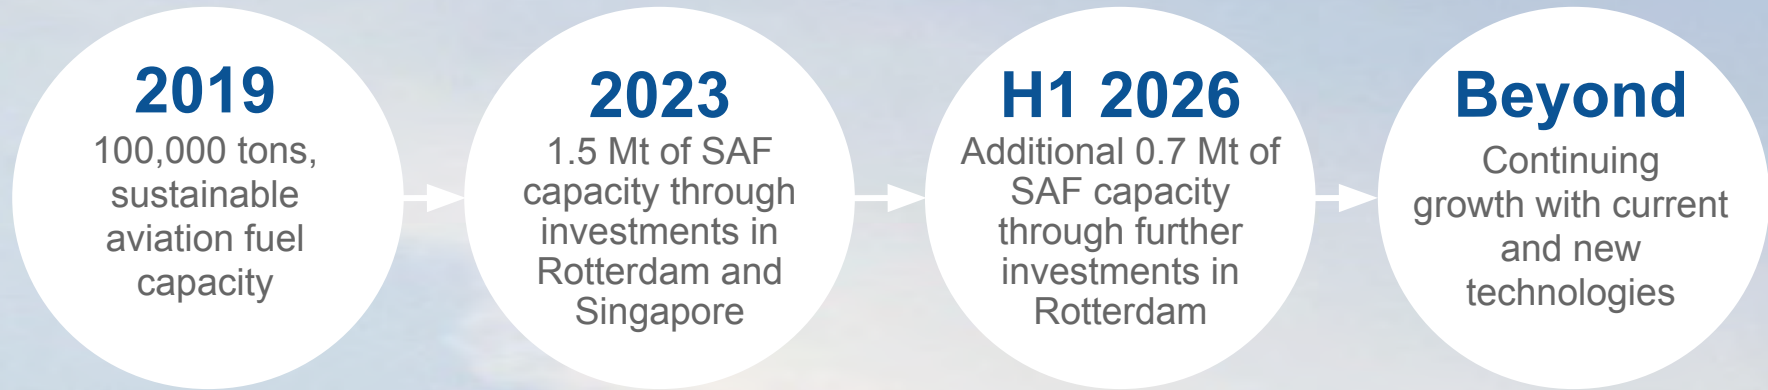 2019
100,000 tons,
sustainable
aviation fuel
capacity
2023
1.5 Mt of SAF
capacity through
investments in
Rotterdam and
Singapore
H1 2026
Additional 0.7 Mt of
SAF capacity
through further
investments in
Rotterdam
Beyond
Continuing
growth with current
and new
technologies